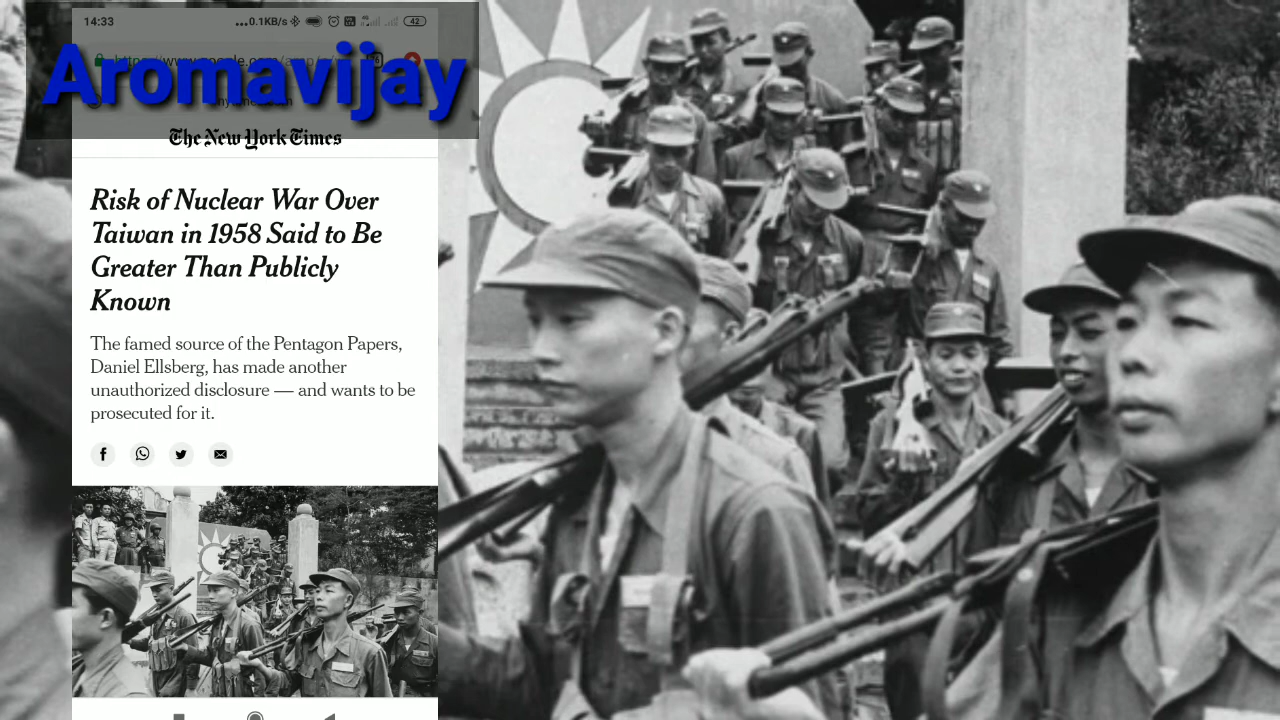 14:33
...0.1KB/s
42
Aromavijay
The New York Times
Risk of Nuclear War Over
Taiwan in 1958 Said to Be
Greater Than Publicly
Known
The famed source of the Pentagon Papers,
Daniel Ellsberg, has made another
unauthorized disclosure — and wants to be
prosecuted for it.